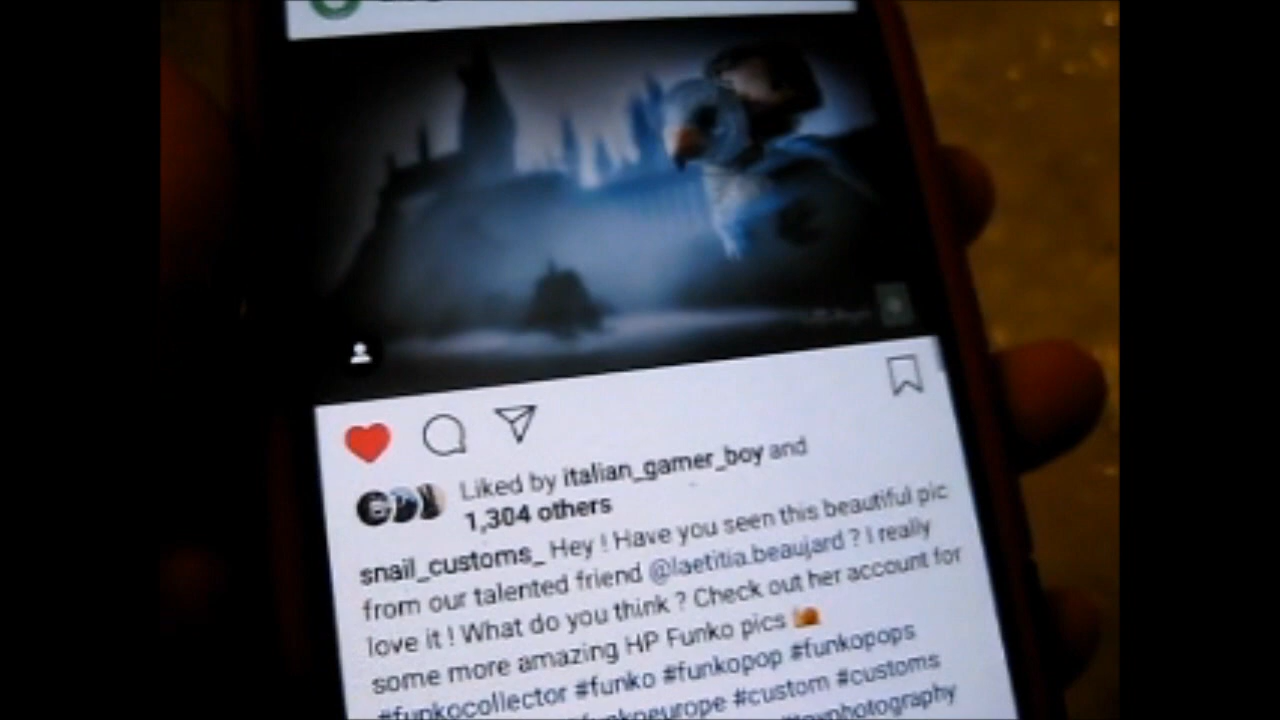 Liked by italian_gamer_boy and
1,304 others
snail_customs_ Hey ! Have you seen this beautiful pic
from our talented friend @laetitia.beaujard ? I really
love it ! What do you think ? Check out her account for
some more amazing HP Funko pics 🐌
#funkocollector #funko #funkopop #funkopops
#funkoeurope #custom #customs
#toyphotography